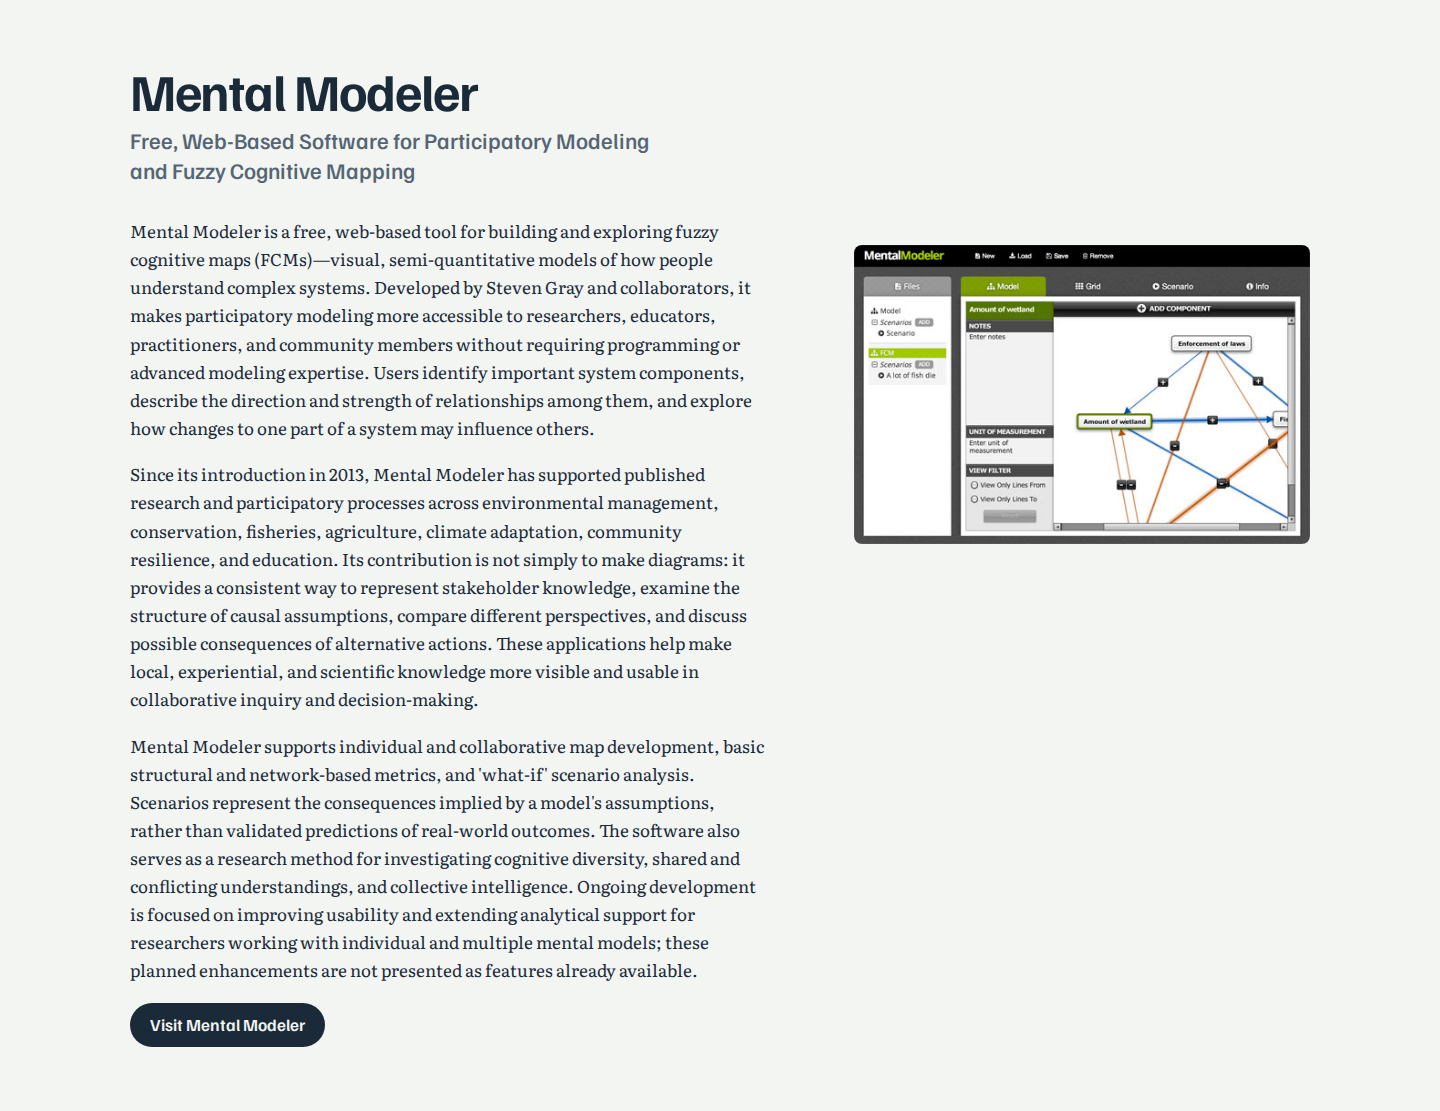 Mental Modeler
Free, Web-Based Software for Participatory Modeling
and Fuzzy Cognitive Mapping
Mental Modeler is a free, web-based tool for building and exploring fuzzy
cognitive maps (FCMs)—visual, semi-quantitative models of how people
understand complex systems. Developed by Steven Gray and collaborators, it
makes participatory modeling more accessible to researchers, educators,
practitioners, and community members without requiring programming or
advanced modeling expertise. Users identify important system components,
describe the direction and strength of relationships among them, and explore
how changes to one part of a system may influence others.
Since its introduction in 2013, Mental Modeler has supported published
research and participatory processes across environmental management,
conservation, fisheries, agriculture, climate adaptation, community
resilience, and education. Its contribution is not simply to make diagrams: it
provides a consistent way to represent stakeholder knowledge, examine the
structure of causal assumptions, compare different perspectives, and discuss
possible consequences of alternative actions. These applications help make
local, experiential, and scientific knowledge more visible and usable in
collaborative inquiry and decision-making.
Mental Modeler supports individual and collaborative map development, basic
structural and network-based metrics, and 'what-if' scenario analysis.
Scenarios represent the consequences implied by a model's assumptions,
rather than validated predictions of real-world outcomes. The software also
serves as a research method for investigating cognitive diversity, shared and
conflicting understandings, and collective intelligence. Ongoing development
is focused on improving usability and extending analytical support for
researchers working with individual and multiple mental models; these
planned enhancements are not presented as features already available.
Visit Mental Modeler
MentalModeler New Load Save Remove
Files Model Grid Scenario Info
Model
Scenarios ADD
Scenario
FCM
Scenarios ADD
A lot of fish die
Amount of wetland
NOTES
Enter notes
UNIT OF MEASUREMENT
Enter unit of
measurement
VIEW FILTER
View Only Lines From
View Only Lines To
ADD COMPONENT
Enforcement of laws
+ +
Amount of wetland + Fi
- -
- - -